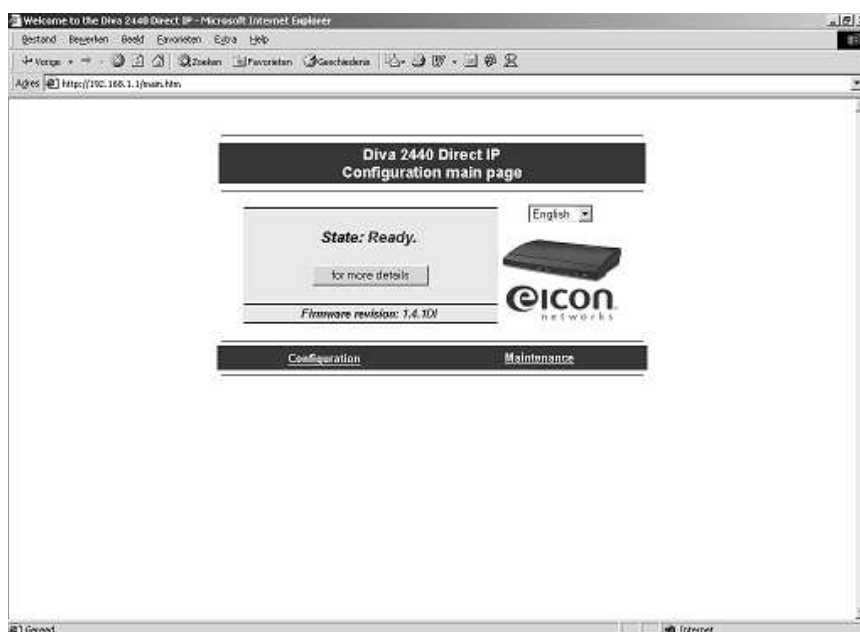 Welcome to the Diva 2440 Direct IP - Microsoft Internet Explorer
Bestand Bewerken Beeld Favorieten Extra Help
Vorige Zoeken Favorieten Geschiedenis
Adres http://192.168.1.1/main.htm
Diva 2440 Direct IP
Configuration main page
English
State: Ready.
for more details
eicon
networks
Firmware revision: 1.4.1DI
Configuration Maintenance
Gereed Internet